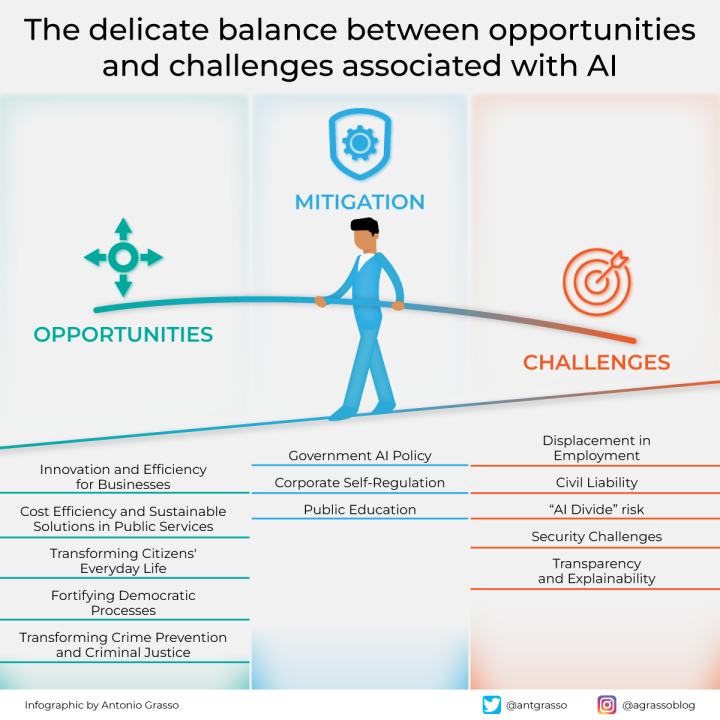 The delicate balance between opportunities
and challenges associated with AI
MITIGATION
OPPORTUNITIES
CHALLENGES
Innovation and Efficiency
for Businesses
Cost Efficiency and Sustainable
Solutions in Public Services
Transforming Citizens'
Everyday Life
Fortifying Democratic
Processes
Transforming Crime Prevention
and Criminal Justice
Government AI Policy
Corporate Self-Regulation
Public Education
Displacement in
Employment
Civil Liability
“AI Divide” risk
Security Challenges
Transparency
and Explainability
Infographic by Antonio Grasso
@antgrasso
@agrassoblog